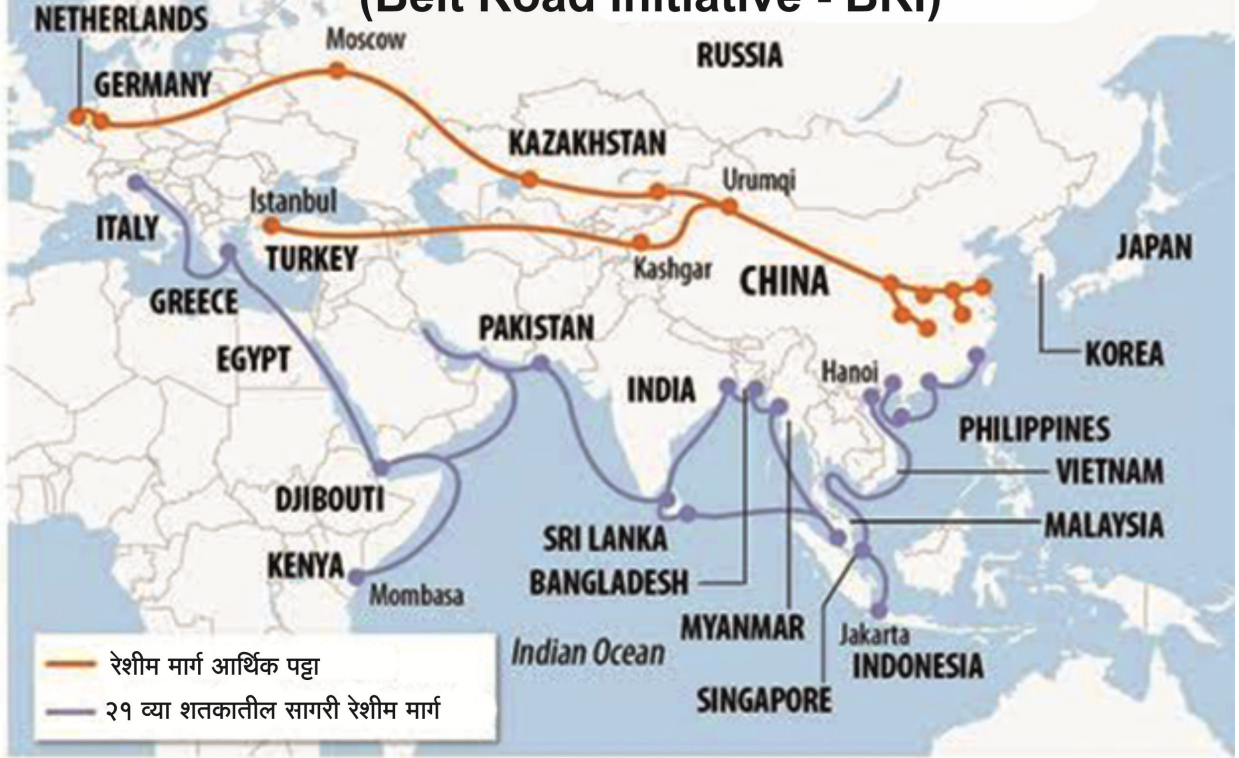 (Belt Road Initiative - BRI)
NETHERLANDS
Moscow
RUSSIA
GERMANY
KAZAKHSTAN
Urumqi
Istanbul
ITALY
TURKEY
Kashgar
CHINA
JAPAN
GREECE
PAKISTAN
EGYPT
KOREA
INDIA
Hanoi
PHILIPPINES
VIETNAM
DJIBOUTI
MALAYSIA
SRI LANKA
KENYA
BANGLADESH
Mombasa
MYANMAR
Jakarta
Indian Ocean
INDONESIA
SINGAPORE
रेशीम मार्ग आर्थिक पट्टा
२१ व्या शतकातील सागरी रेशीम मार्ग